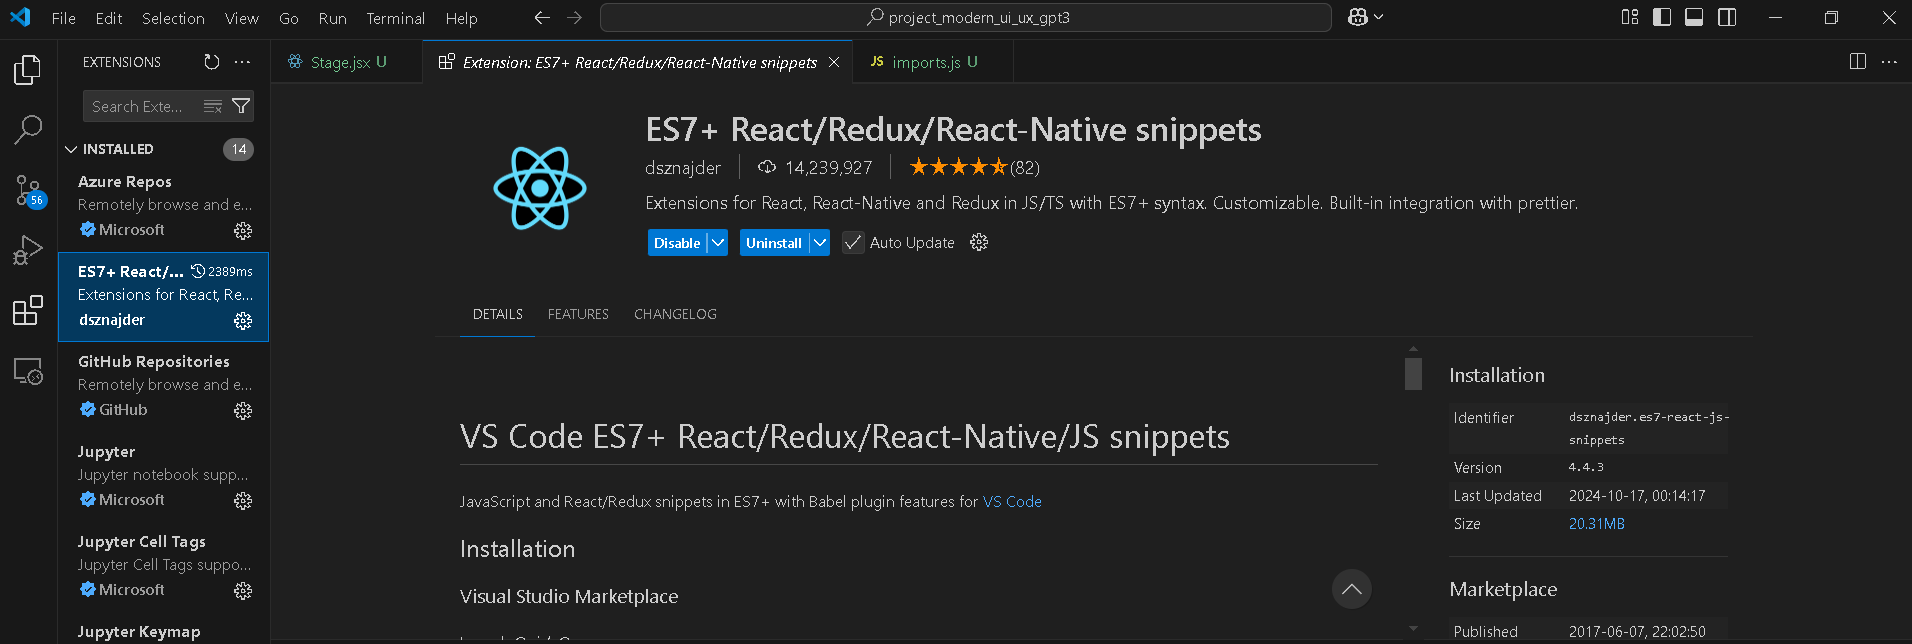 File Edit Selection View Go Run Terminal Help
project_modern_ui_ux_gpt3
EXTENSIONS
Stage.jsx U
Extension: ES7+ React/Redux/React-Native snippets
JS imports.js U
Search Exte...
INSTALLED 14
Azure Repos
Remotely browse and e...
Microsoft
56
ES7+ React/... 2389ms
Extensions for React, Re...
dsznajder
GitHub Repositories
Remotely browse and e...
GitHub
Jupyter
Jupyter notebook supp...
Microsoft
Jupyter Cell Tags
Jupyter Cell Tags suppo...
Microsoft
Jupyter Keymap
ES7+ React/Redux/React-Native snippets
dsznajder 14,239,927 (82)
Extensions for React, React-Native and Redux in JS/TS with ES7+ syntax. Customizable. Built-in integration with prettier.
Disable Uninstall Auto Update
DETAILS FEATURES CHANGELOG
VS Code ES7+ React/Redux/React-Native/JS snippets
JavaScript and React/Redux snippets in ES7+ with Babel plugin features for VS Code
Installation
Visual Studio Marketplace
Installation
Identifier dsznajder.es7-react-js-
snippets
Version 4.4.3
Last Updated 2024-10-17, 00:14:17
Size 20.31MB
Marketplace
Published 2017-06-07, 22:02:50